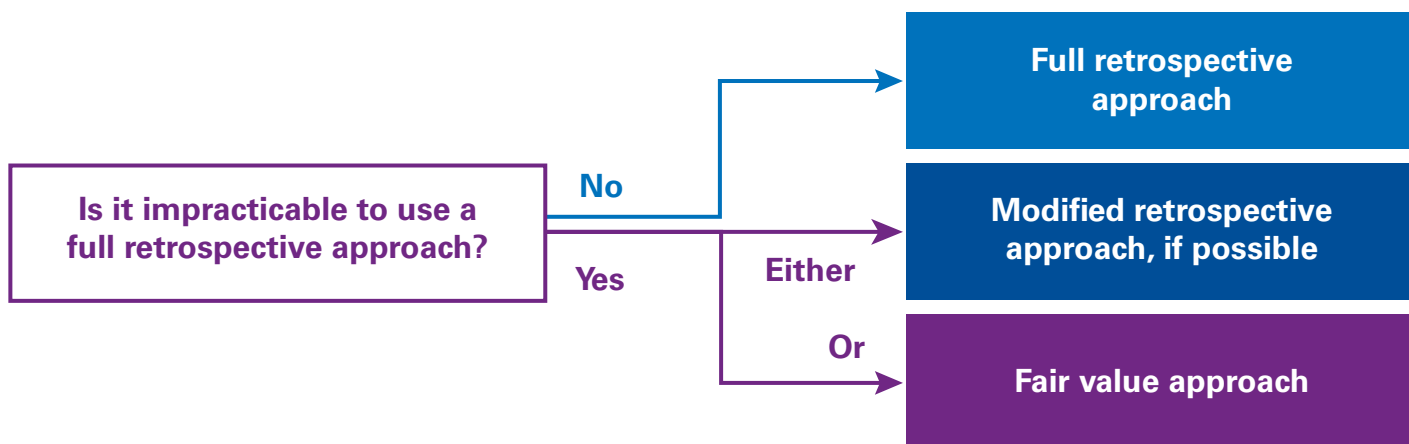 Is it impracticable to use a
full retrospective approach?
No
Yes
Either
Or
Full retrospective
approach
Modified retrospective
approach, if possible
Fair value approach